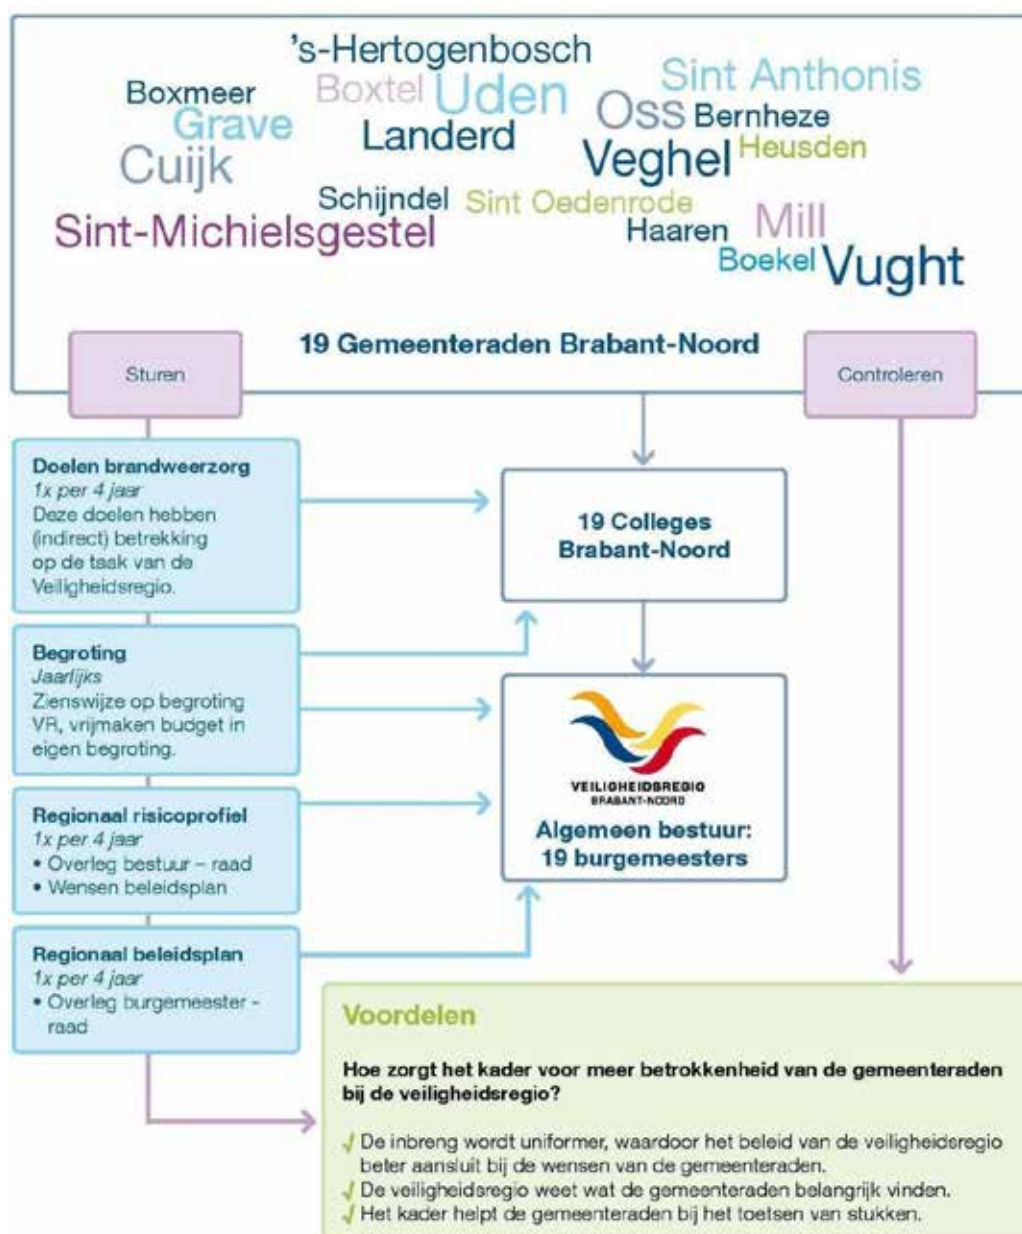 's-Hertogenbosch
Boxmeer
Boxtel
Uden
Sint Anthonis
Grave
Landerd
Oss
Bernheze
Cuijk
Veghel
Heusden
Schijndel
Sint Oedenrode
Sint-Michielsgestel
Haaren
Mill
Boekel
Vught
19 Gemeenteraden Brabant-Noord
Sturen
Controleren
Doelen brandweerzorg
1x per 4 jaar
Deze doelen hebben
(indirect) betrekking
op de taak van de
Veiligheidsregio.
19 Colleges
Brabant-Noord
Begroting
Jaarlijks
Zienswijze op begroting
VR, vrijmaken budget in
eigen begroting.
VEILIGHEIDSREGIO
BRABANT-NOORD
Algemeen bestuur:
19 burgemeesters
Regionaal risicoprofiel
1x per 4 jaar
• Overleg bestuur – raad
• Wensen beleidsplan
Regionaal beleidsplan
1x per 4 jaar
• Overleg burgemeester -
raad
Voordelen
Hoe zorgt het kader voor meer betrokkenheid van de gemeenteraden
bij de veiligheidsregio?
√ De inbreng wordt uniformer, waardoor het beleid van de veiligheidsregio
beter aansluit bij de wensen van de gemeenteraden.
√ De veiligheidsregio weet wat de gemeenteraden belangrijk vinden.
√ Het kader helpt de gemeenteraden bij het toetsen van stukken.